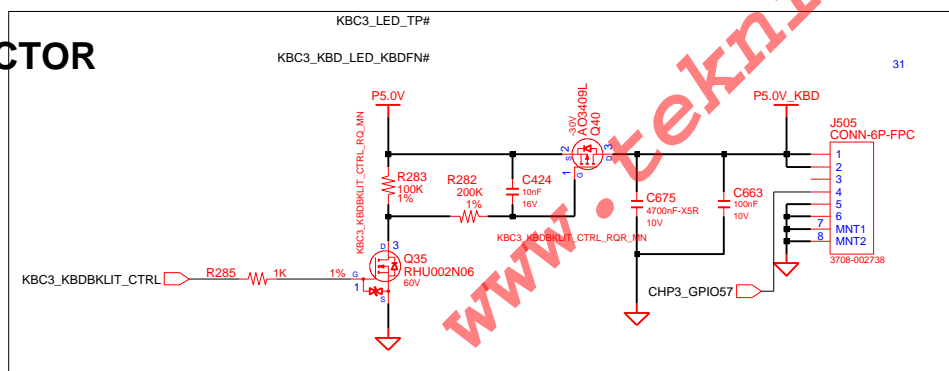 KBC3_LED_TP#
CTOR
KBC3_KBD_LED_KBDFN#
31
P5.0V
P5.0V_KBD
KBC3_KBDBKLIT_CTRL_RQ_MN
-30V
AO3409L
Q40
J505
CONN-6P-FPC
2
S
3
D
1
G
R283
100K
1%
R282
200K
1%
C424
10nF
16V
C675
4700nF-X5R
10V
C663
100nF
10V
1
2
3
4
5
6
7 MNT1
8 MNT2
3708-002738
KBC3_KBDBKLIT_CTRL_RQR_MN
D 3
Q35
RHU002N06
60V
KBC3_KBDBKLIT_CTRL
R285
1K
1%
G
1
S
CHP3_GPIO57
www.tekni